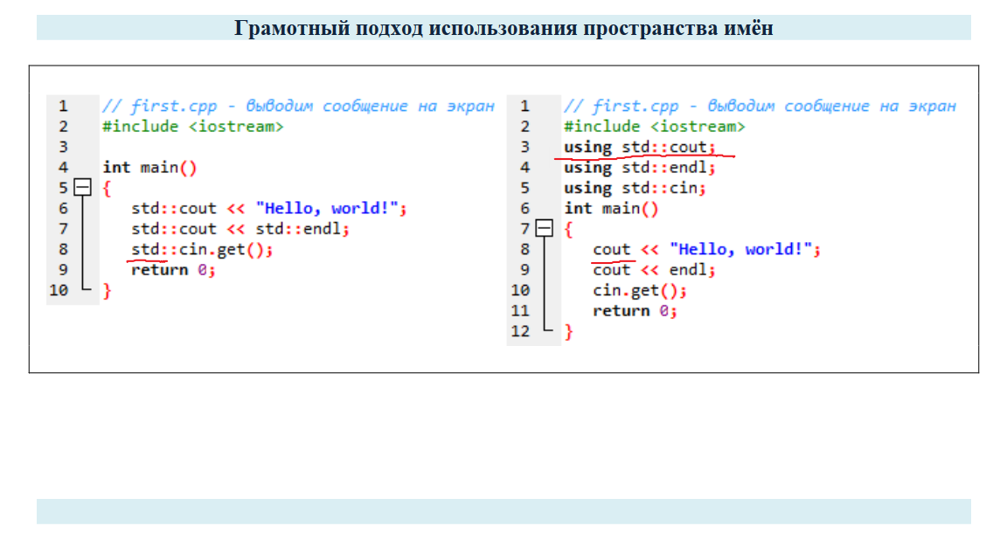 Грамотный подход использования пространства имён
1 // first.cpp - выводим сообщение на экран
2 #include <iostream>
3
4 int main()
5 {
6 std::cout << "Hello, world!";
7 std::cout << std::endl;
8 std::cin.get();
9 return 0;
10 }
1 // first.cpp - выводим сообщение на экран
2 #include <iostream>
3 using std::cout;
4 using std::endl;
5 using std::cin;
6 int main()
7 {
8 cout << "Hello, world!";
9 cout << endl;
10 cin.get();
11 return 0;
12 }